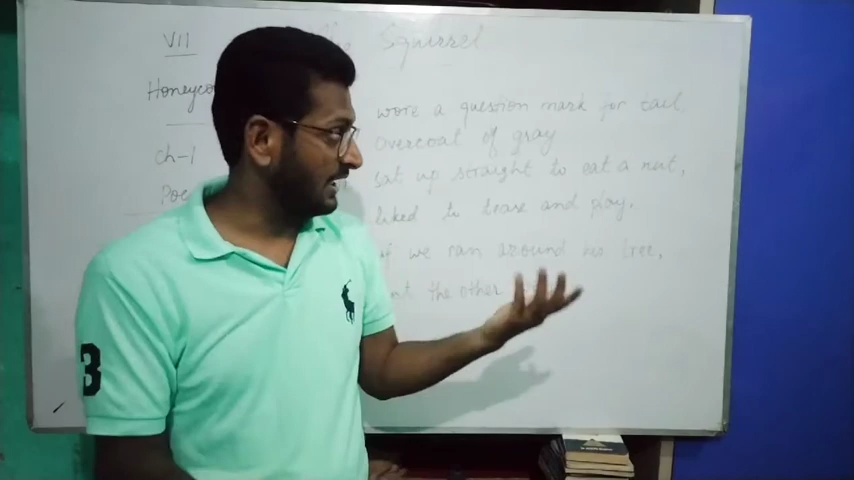 VII Squirrel
Honeyco
wore a question mark for tail
overcoat of gray
ch-1 sat up straight to eat a nut,
Poe liked to tease and play,
if we ran around his tree,
nt the other
3